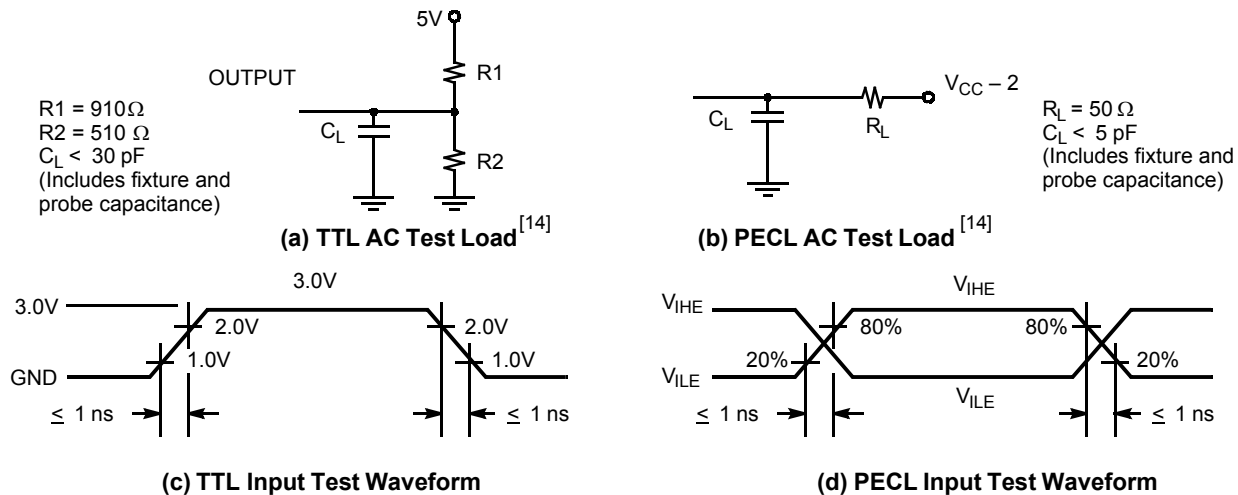 5V
OUTPUT
R1
R1 = 910Ω
R2 = 510 Ω
C_L < 30 pF
(Includes fixture and
probe capacitance)
C_L
R2
(a) TTL AC Test Load [14]
V_CC – 2
C_L
R_L
R_L = 50 Ω
C_L < 5 pF
(Includes fixture and
probe capacitance)
(b) PECL AC Test Load [14]
3.0V
3.0V
2.0V
2.0V
1.0V
1.0V
GND
≤ 1 ns
≤ 1 ns
(c) TTL Input Test Waveform
V_IHE
V_IHE
80%
80%
20%
20%
V_ILE
V_ILE
≤ 1 ns
≤ 1 ns
(d) PECL Input Test Waveform